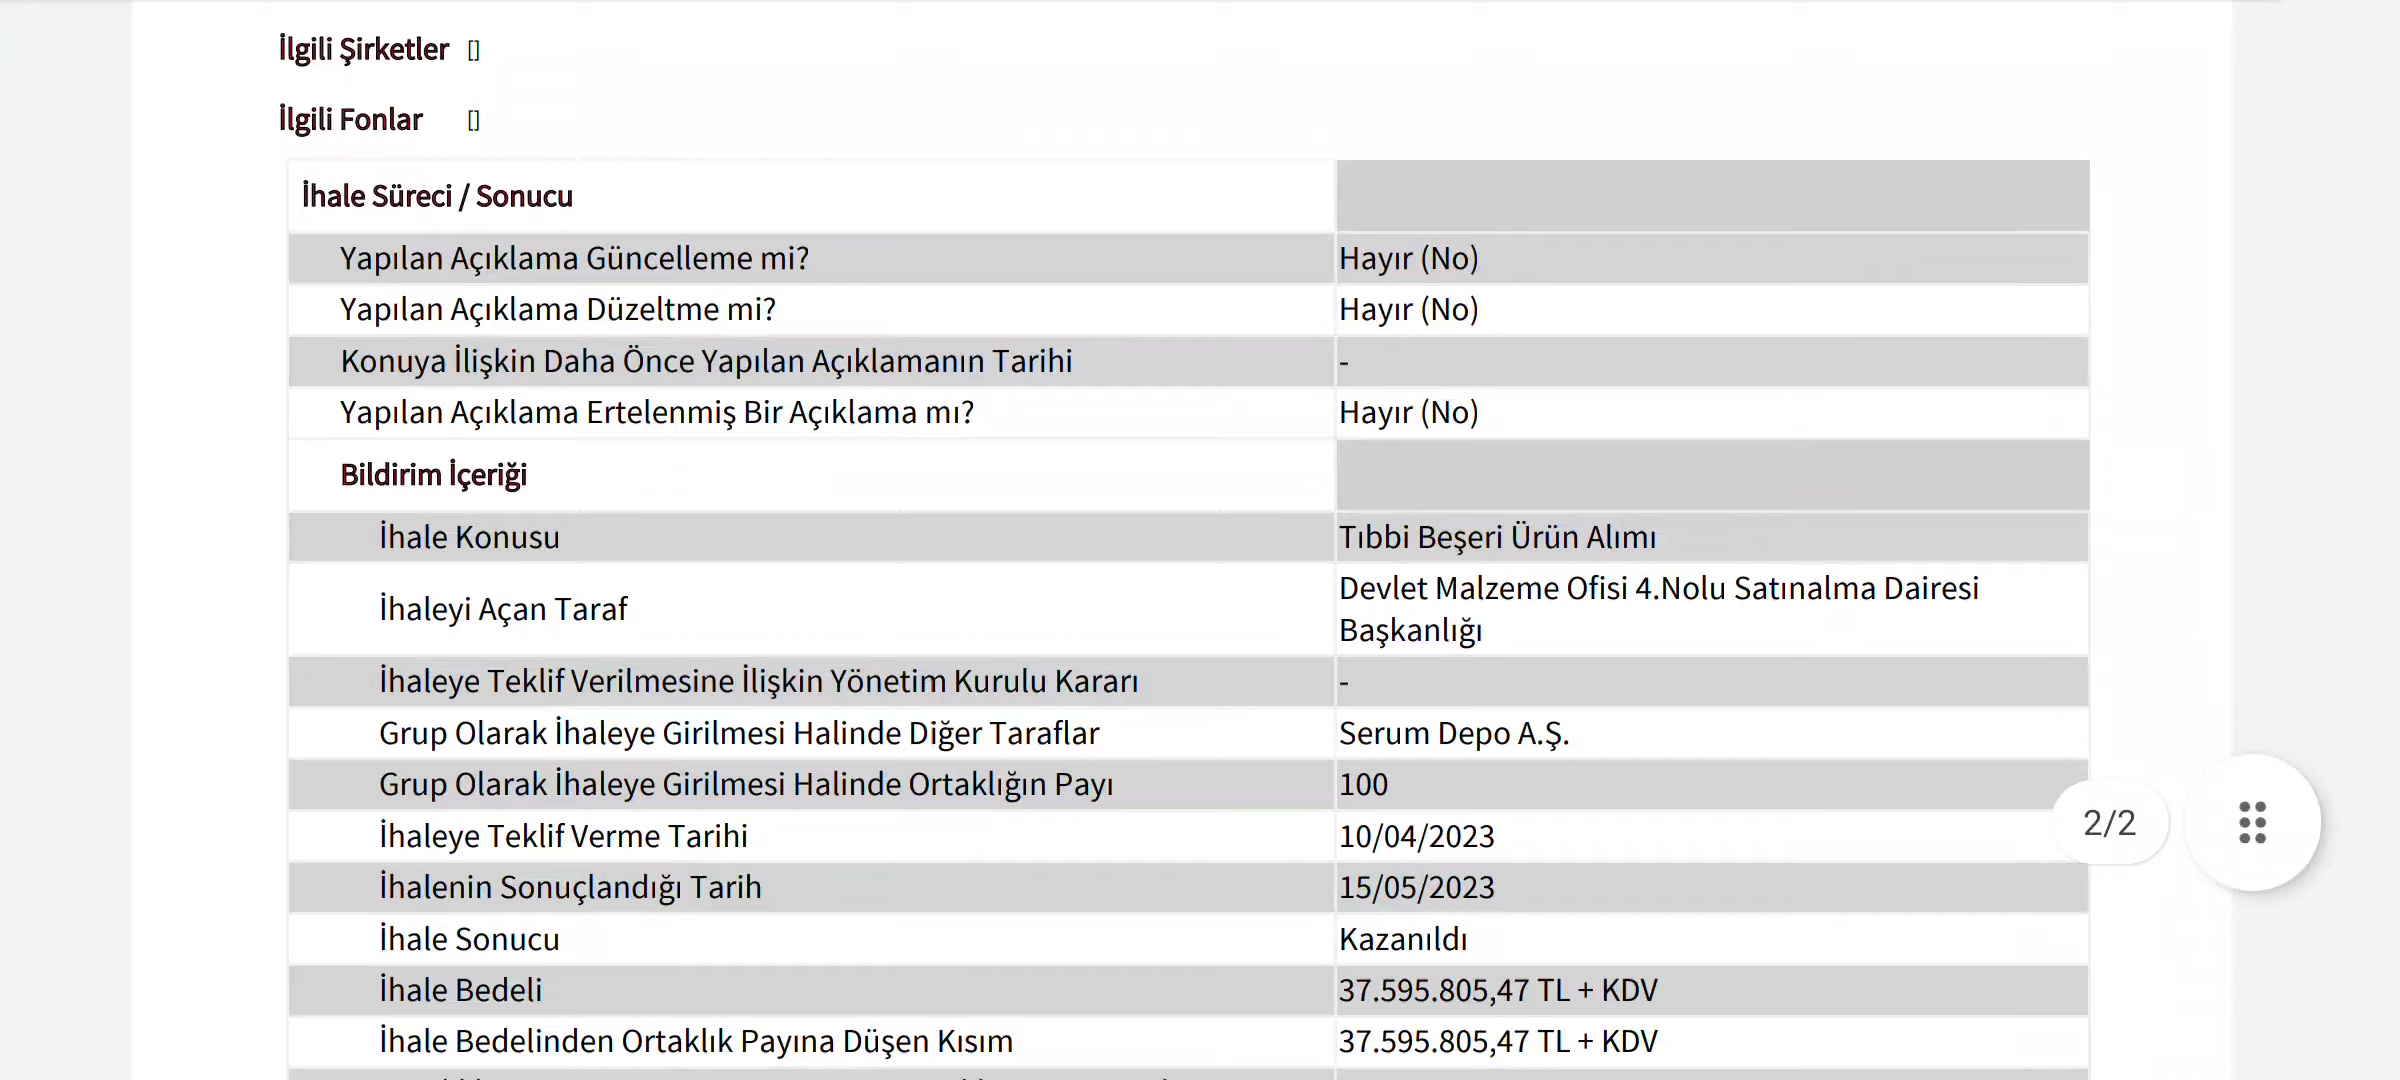 İlgili Şirketler []
İlgili Fonlar []
İhale Süreci / Sonucu
Yapılan Açıklama Güncelleme mi? Hayır (No)
Yapılan Açıklama Düzeltme mi? Hayır (No)
Konuya İlişkin Daha Önce Yapılan Açıklamanın Tarihi -
Yapılan Açıklama Ertelenmiş Bir Açıklama mı? Hayır (No)
Bildirim İçeriği
İhale Konusu Tıbbi Beşeri Ürün Alımı
İhaleyi Açan Taraf Devlet Malzeme Ofisi 4.Nolu Satınalma Dairesi
Başkanlığı
İhaleye Teklif Verilmesine İlişkin Yönetim Kurulu Kararı -
Grup Olarak İhaleye Girilmesi Halinde Diğer Taraflar Serum Depo A.Ş.
Grup Olarak İhaleye Girilmesi Halinde Ortaklığın Payı 100
İhaleye Teklif Verme Tarihi 10/04/2023
2/2
İhalenin Sonuçlandığı Tarih 15/05/2023
İhale Sonucu Kazanıldı
İhale Bedeli 37.595.805,47 TL + KDV
İhale Bedelinden Ortaklık Payına Düşen Kısım 37.595.805,47 TL + KDV